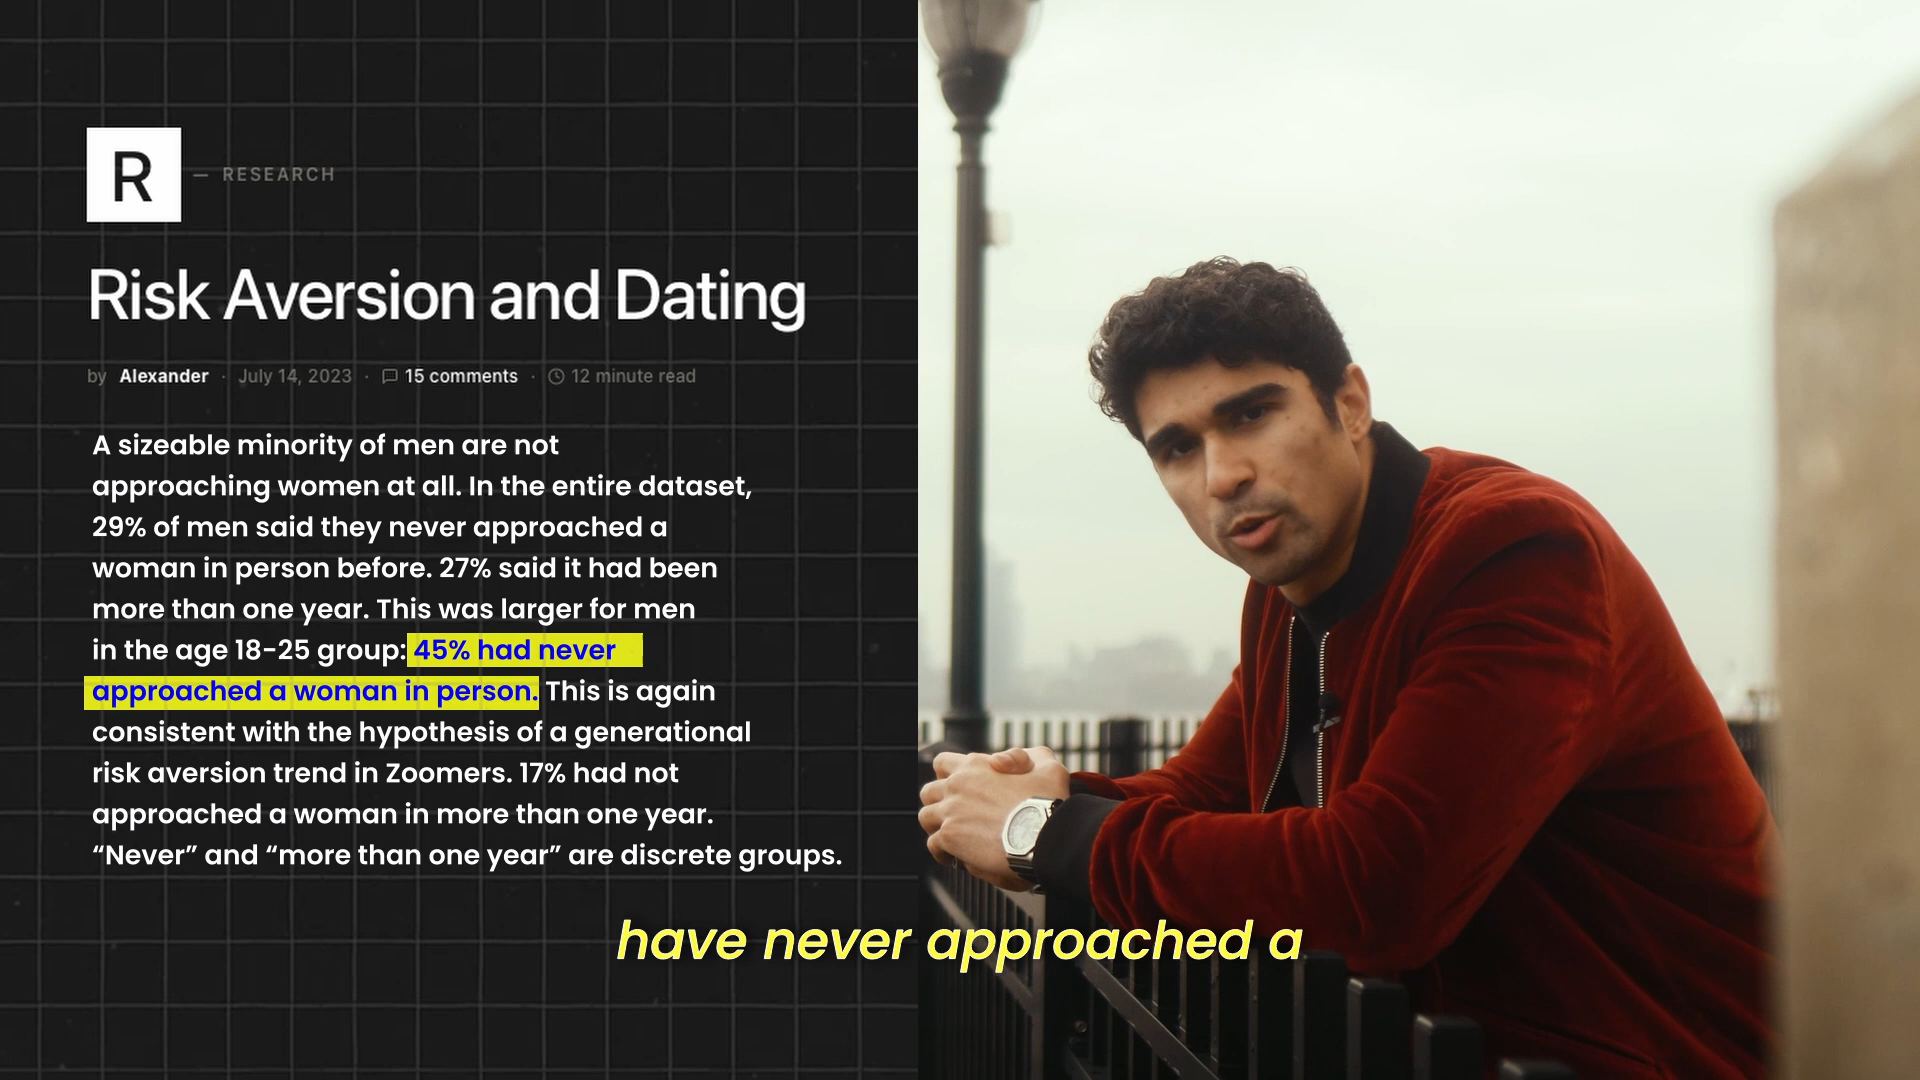 R
— RESEARCH
Risk Aversion and Dating
by Alexander · July 14, 2023 · 15 comments · 12 minute read
A sizeable minority of men are not
approaching women at all. In the entire dataset,
29% of men said they never approached a
woman in person before. 27% said it had been
more than one year. This was larger for men
in the age 18-25 group: 45% had never
approached a woman in person. This is again
consistent with the hypothesis of a generational
risk aversion trend in Zoomers. 17% had not
approached a woman in more than one year.
“Never” and “more than one year” are discrete groups.
have never approached a